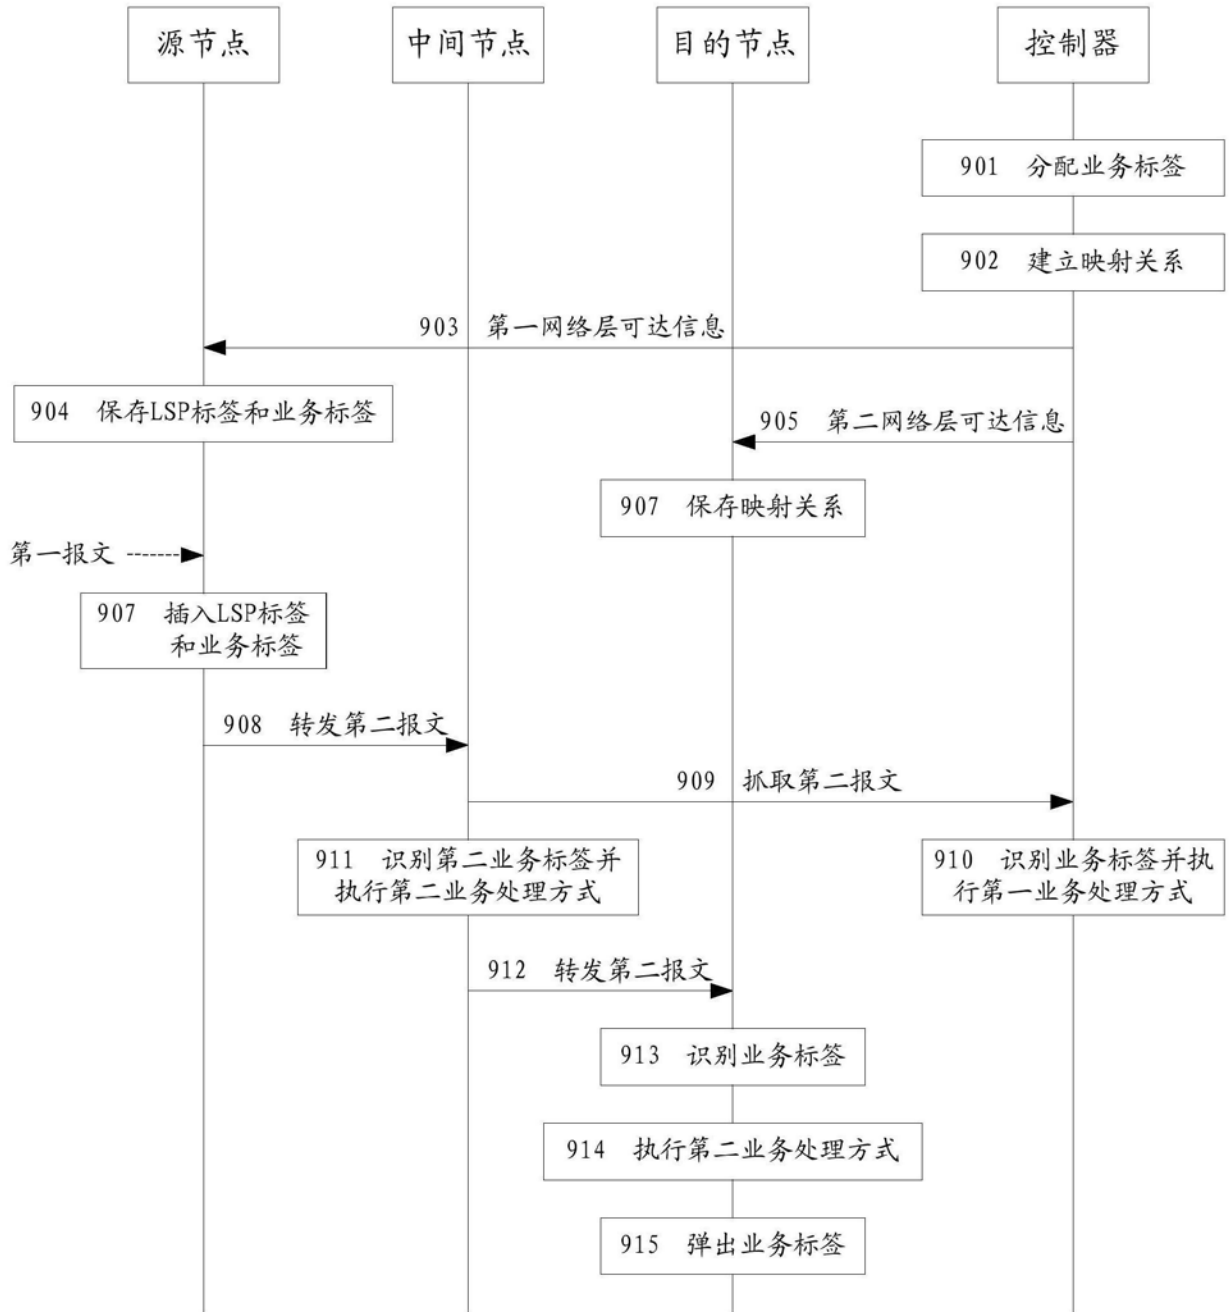 源节点
中间节点
目的节点
控制器
901 分配业务标签
902 建立映射关系
903 第一网络层可达信息
904 保存LSP标签和业务标签
905 第二网络层可达信息
907 保存映射关系
第一报文
907 插入LSP标签
和业务标签
908 转发第二报文
909 抓取第二报文
911 识别第二业务标签并
执行第二业务处理方式
910 识别业务标签并执
行第一业务处理方式
912 转发第二报文
913 识别业务标签
914 执行第二业务处理方式
915 弹出业务标签